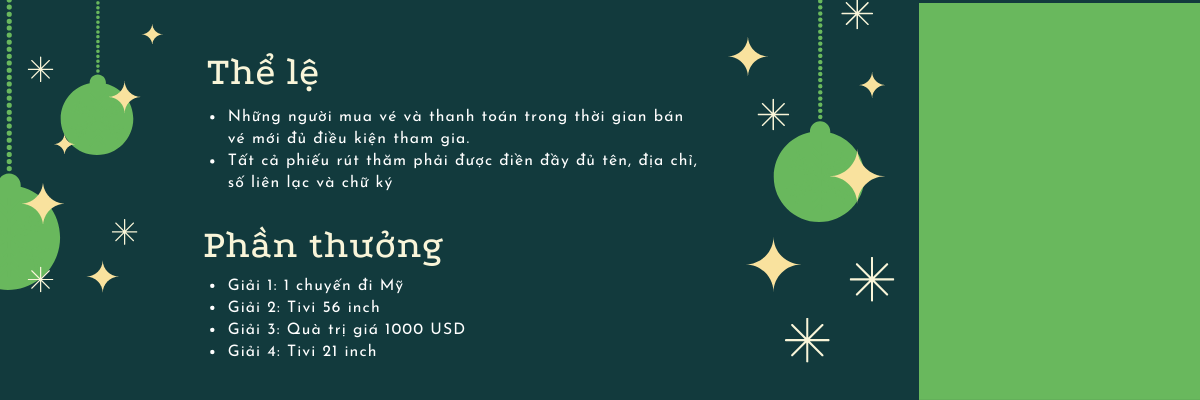 Thể lệ
• Những người mua vé và thanh toán trong thời gian bán
vé mới đủ điều kiện tham gia.
• Tất cả phiếu rút thăm phải được điền đầy đủ tên, địa chỉ,
số liên lạc và chữ ký
Phần thưởng
• Giải 1: 1 chuyến đi Mỹ
• Giải 2: Tivi 56 inch
• Giải 3: Quà trị giá 1000 USD
• Giải 4: Tivi 21 inch